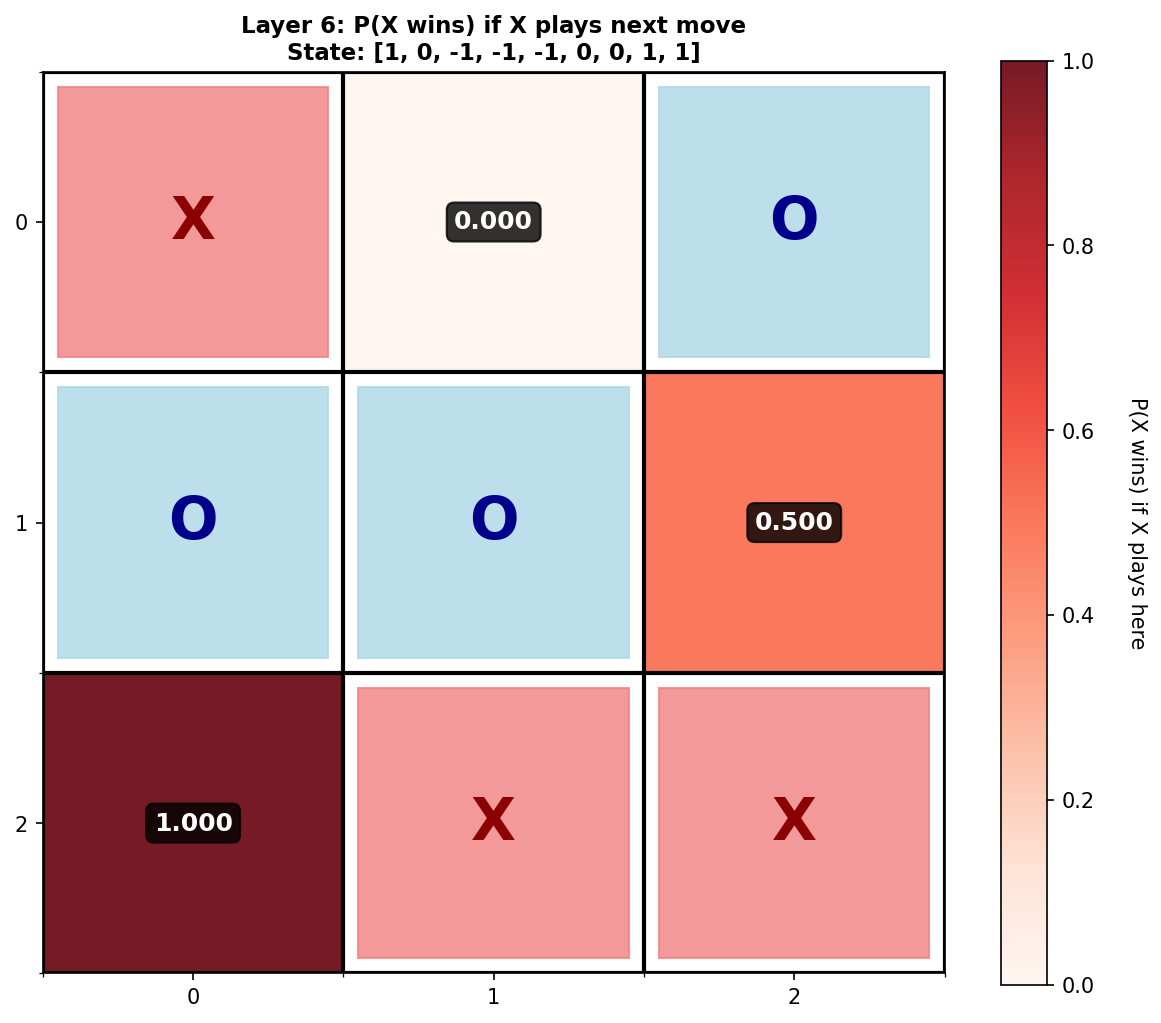 Layer 6: P(X wins) if X plays next move
State: [1, 0, -1, -1, -1, 0, 0, 1, 1]
0
X
0.000
O
1
O
O
0.500
2
1.000
X
X
0
1
2
1.0
0.8
0.6
0.4
0.2
0.0
P(X wins) if X plays here